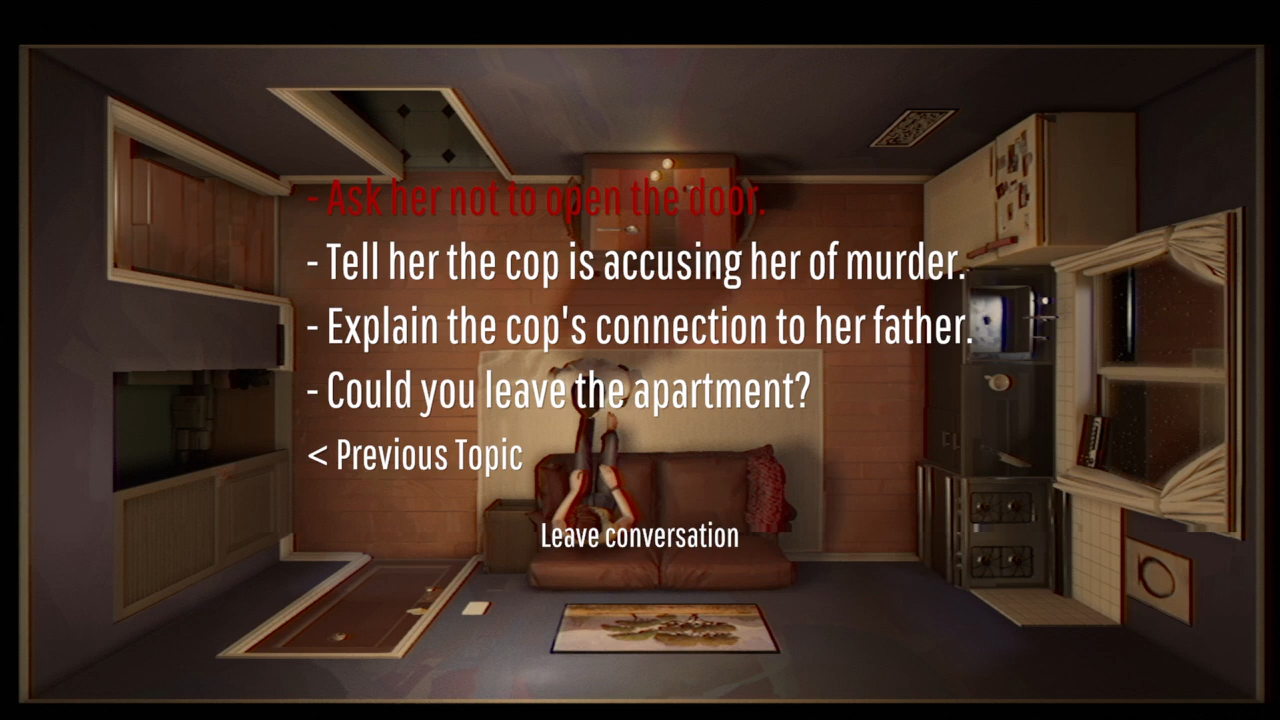 - Ask her not to open the door.
- Tell her the cop is accusing her of murder.
- Explain the cop's connection to her father.
- Could you leave the apartment?
< Previous Topic
Leave conversation